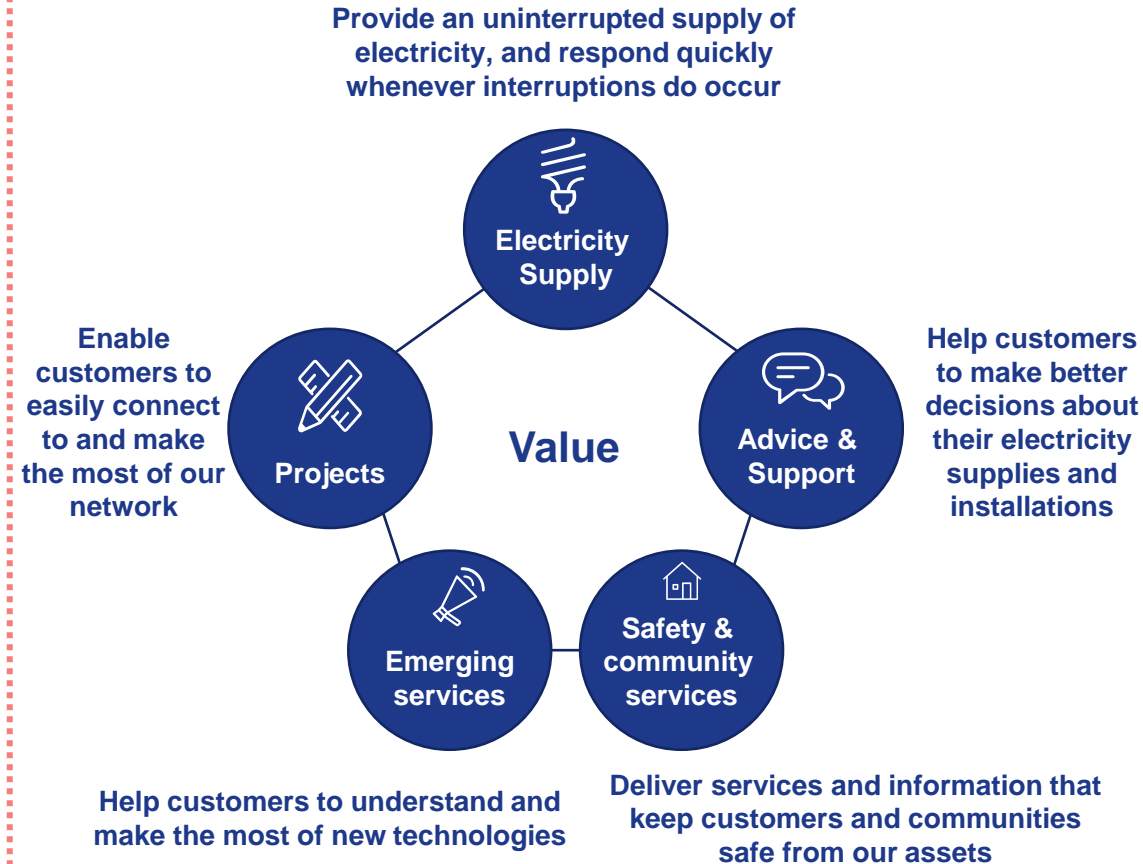 Provide an uninterrupted supply of
electricity, and respond quickly
whenever interruptions do occur
Electricity
Supply
Enable
customers to
easily connect
to and make
the most of our
network
Projects
Value
Advice &
Support
Help customers
to make better
decisions about
their electricity
supplies and
installations
Emerging
services
Safety &
community
services
Help customers to understand and
make the most of new technologies
Deliver services and information that
keep customers and communities
safe from our assets